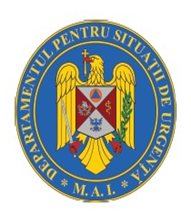 DEPARTAMENTUL PENTRU SITUAȚII DE URGENȚĂ
* M.A.I. *